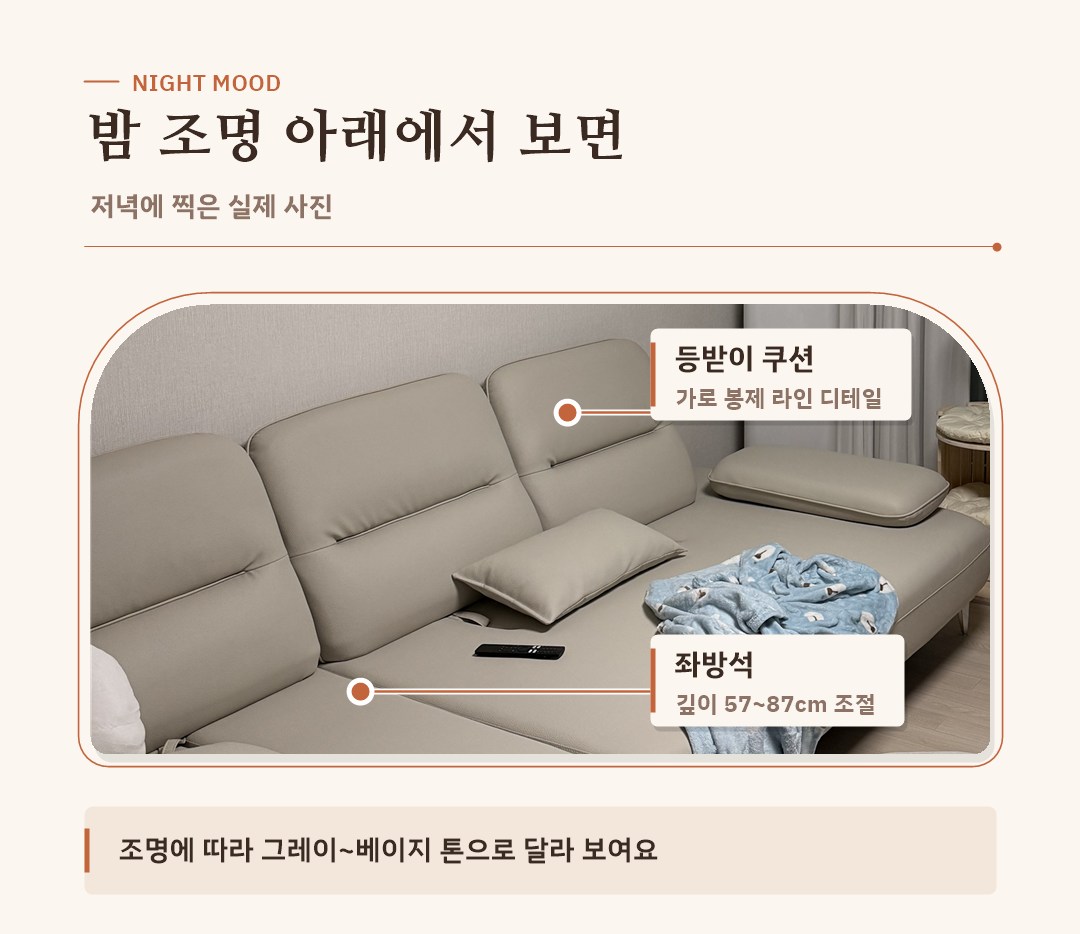 NIGHT MOOD
밤 조명 아래에서 보면
저녁에 찍은 실제 사진
등받이 쿠션
가로 봉제 라인 디테일
좌방석
깊이 57~87cm 조절
조명에 따라 그레이~베이지 톤으로 달라 보여요